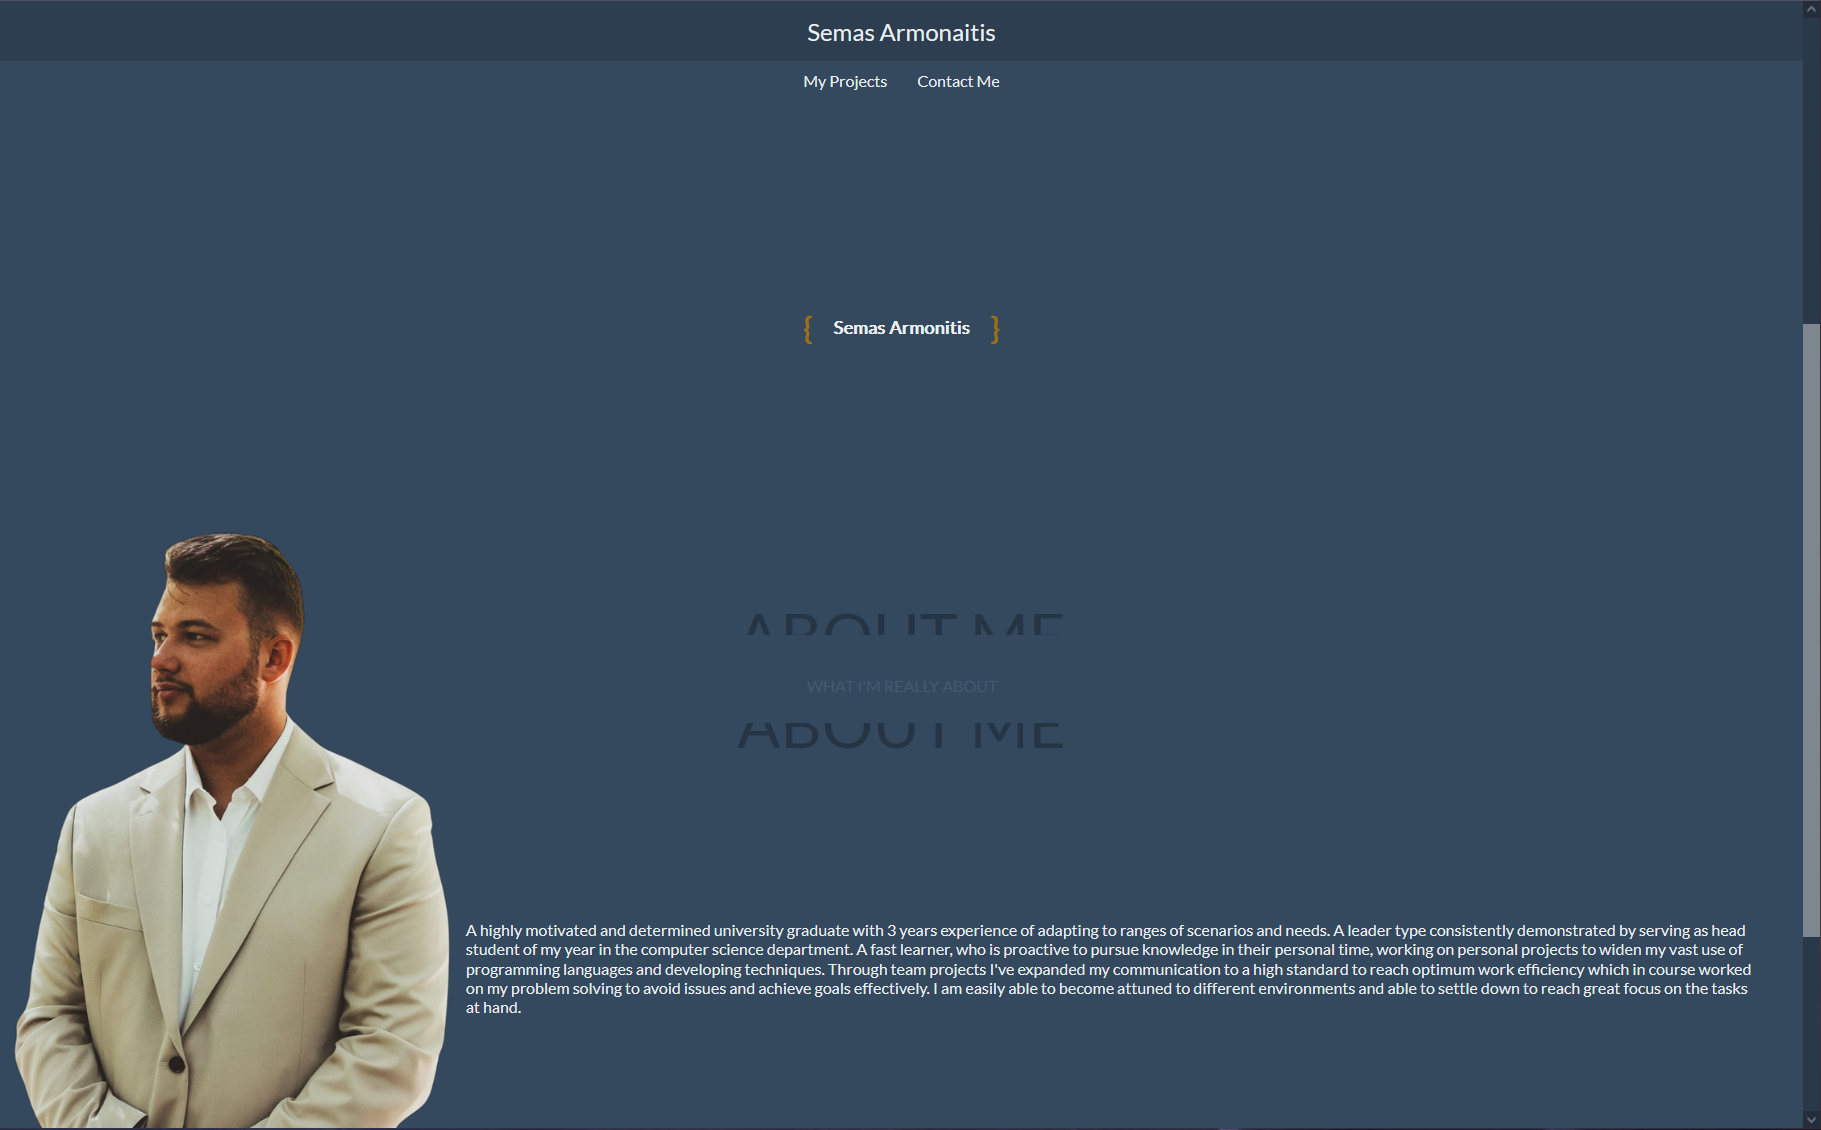 Semas Armonaitis
My Projects Contact Me
{ Semas Armonitis }
ABOUT ME
WHAT I'M REALLY ABOUT
ABOUT ME
A highly motivated and determined university graduate with 3 years experience of adapting to ranges of scenarios and needs. A leader type consistently demonstrated by serving as head
student of my year in the computer science department. A fast learner, who is proactive to pursue knowledge in their personal time, working on personal projects to widen my vast use of
programming languages and developing techniques. Through team projects I've expanded my communication to a high standard to reach optimum work efficiency which in course worked
on my problem solving to avoid issues and achieve goals effectively. I am easily able to become attuned to different environments and able to settle down to reach great focus on the tasks
at hand.